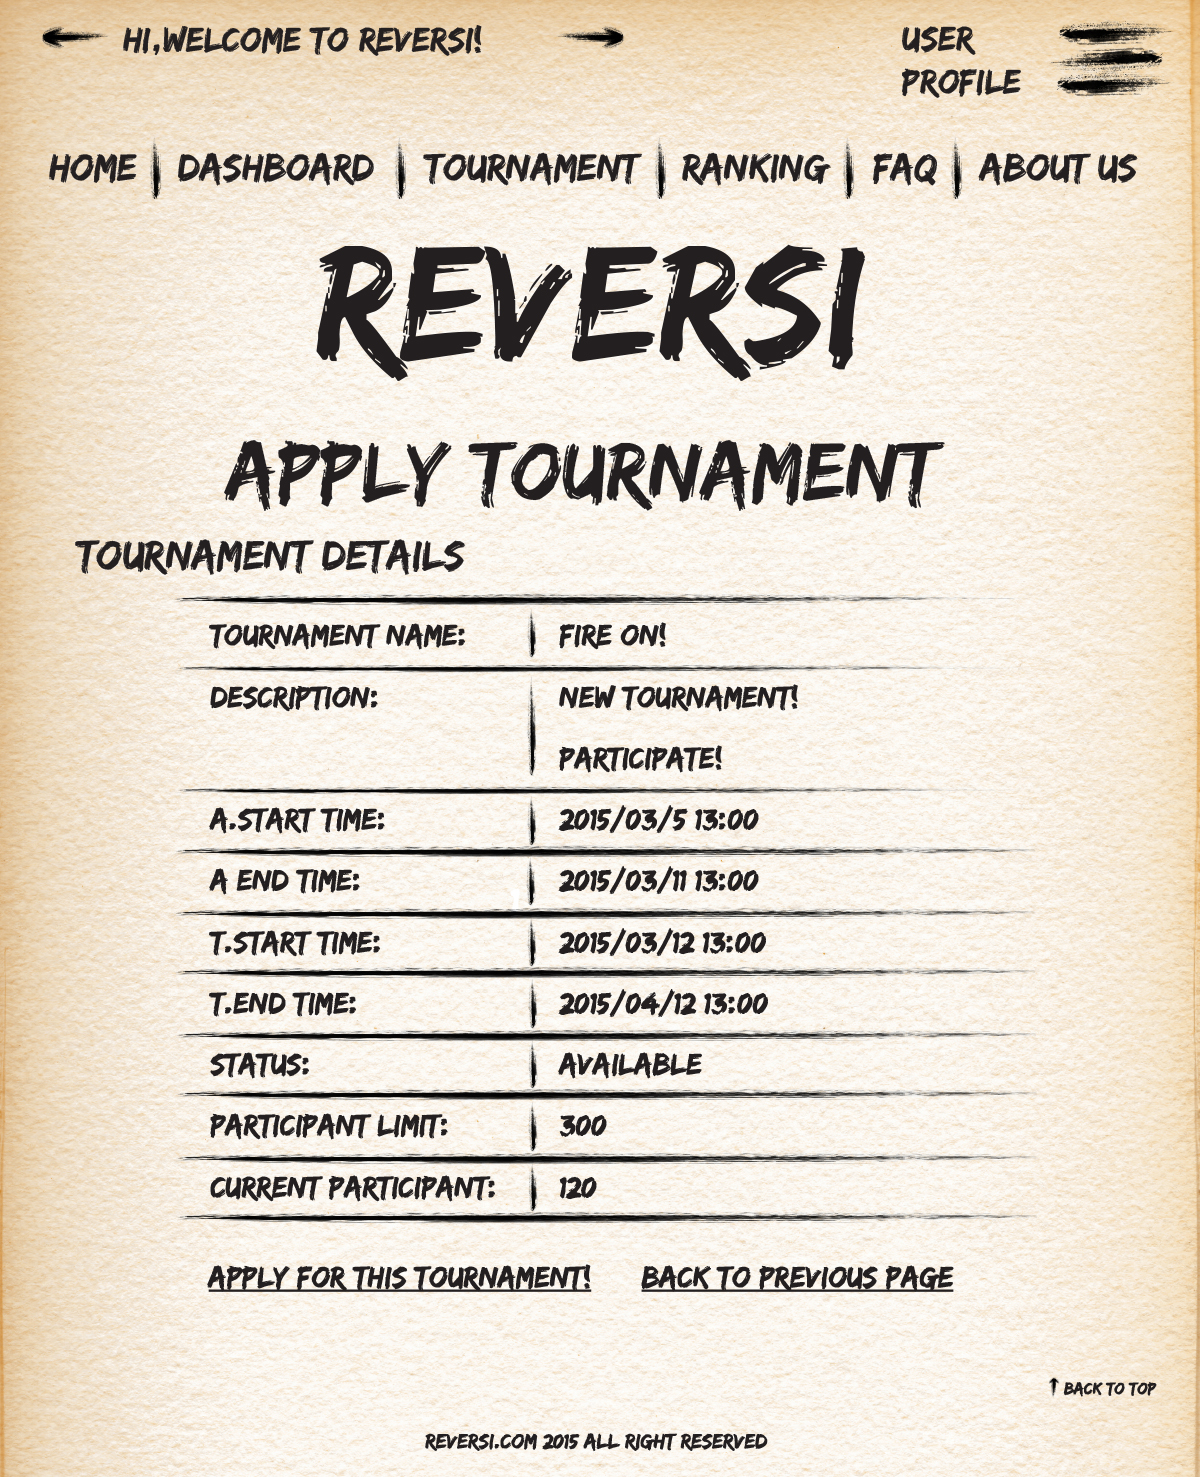 HI,WELCOME TO REVERSI!
USER
PROFILE
HOME DASHBOARD TOURNAMENT RANKING FAQ ABOUT US
REVERSI
APPLY TOURNAMENT
TOURNAMENT DETAILS
TOURNAMENT NAME: FIRE ON!
DESCRIPTION: NEW TOURNAMENT!
PARTICIPATE!
A.START TIME: 2015/03/5 13:00
A END TIME: 2015/03/11 13:00
T.START TIME: 2015/03/12 13:00
T.END TIME: 2015/04/12 13:00
STATUS: AVAILABLE
PARTICIPANT LIMIT: 300
CURRENT PARTICIPANT: 120
APPLY FOR THIS TOURNAMENT! BACK TO PREVIOUS PAGE
BACK TO TOP
REVERSI.COM 2015 ALL RIGHT RESERVED